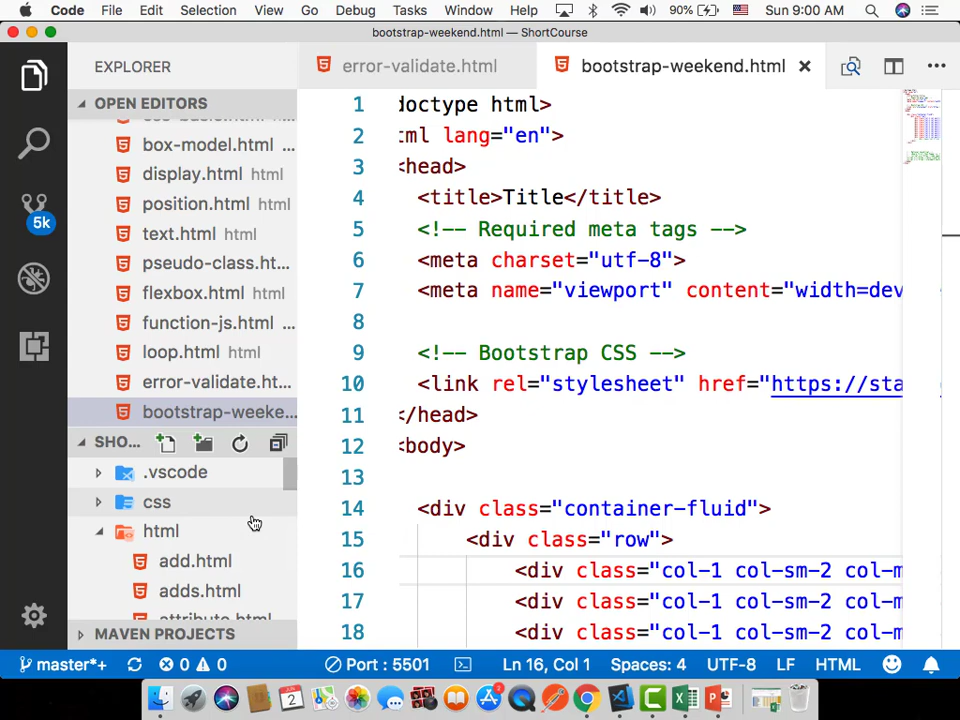 Code File Edit Selection View Go Debug Tasks Window Help 90% Sun 9:00 AM
bootstrap-weekend.html — ShortCourse
EXPLORER
error-validate.html
bootstrap-weekend.html
OPEN EDITORS
box-model.html html
display.html html
position.html html
text.html html
pseudo-class.ht...
flexbox.html html
function-js.html ...
loop.html html
error-validate.ht...
bootstrap-weeke...
SHO...
.vscode
css
html
add.html
adds.html
attribute.html
MAVEN PROJECTS
5k
1 doctype html>
2 tml lang="en">
3 <head>
4 <title>Title</title>
5 <!-- Required meta tags -->
6 <meta charset="utf-8">
7 <meta name="viewport" content="width=dev
8
9 <!-- Bootstrap CSS -->
10 <link rel="stylesheet" href="https://sta
11 </head>
12 <body>
13
14 <div class="container-fluid">
15 <div class="row">
16 <div class="col-1 col-sm-2 col-m
17 <div class="col-1 col-sm-2 col-m
18 <div class="col-1 col-sm-2 col-m
master*+ 0 0 Port : 5501 Ln 16, Col 1 Spaces: 4 UTF-8 LF HTML